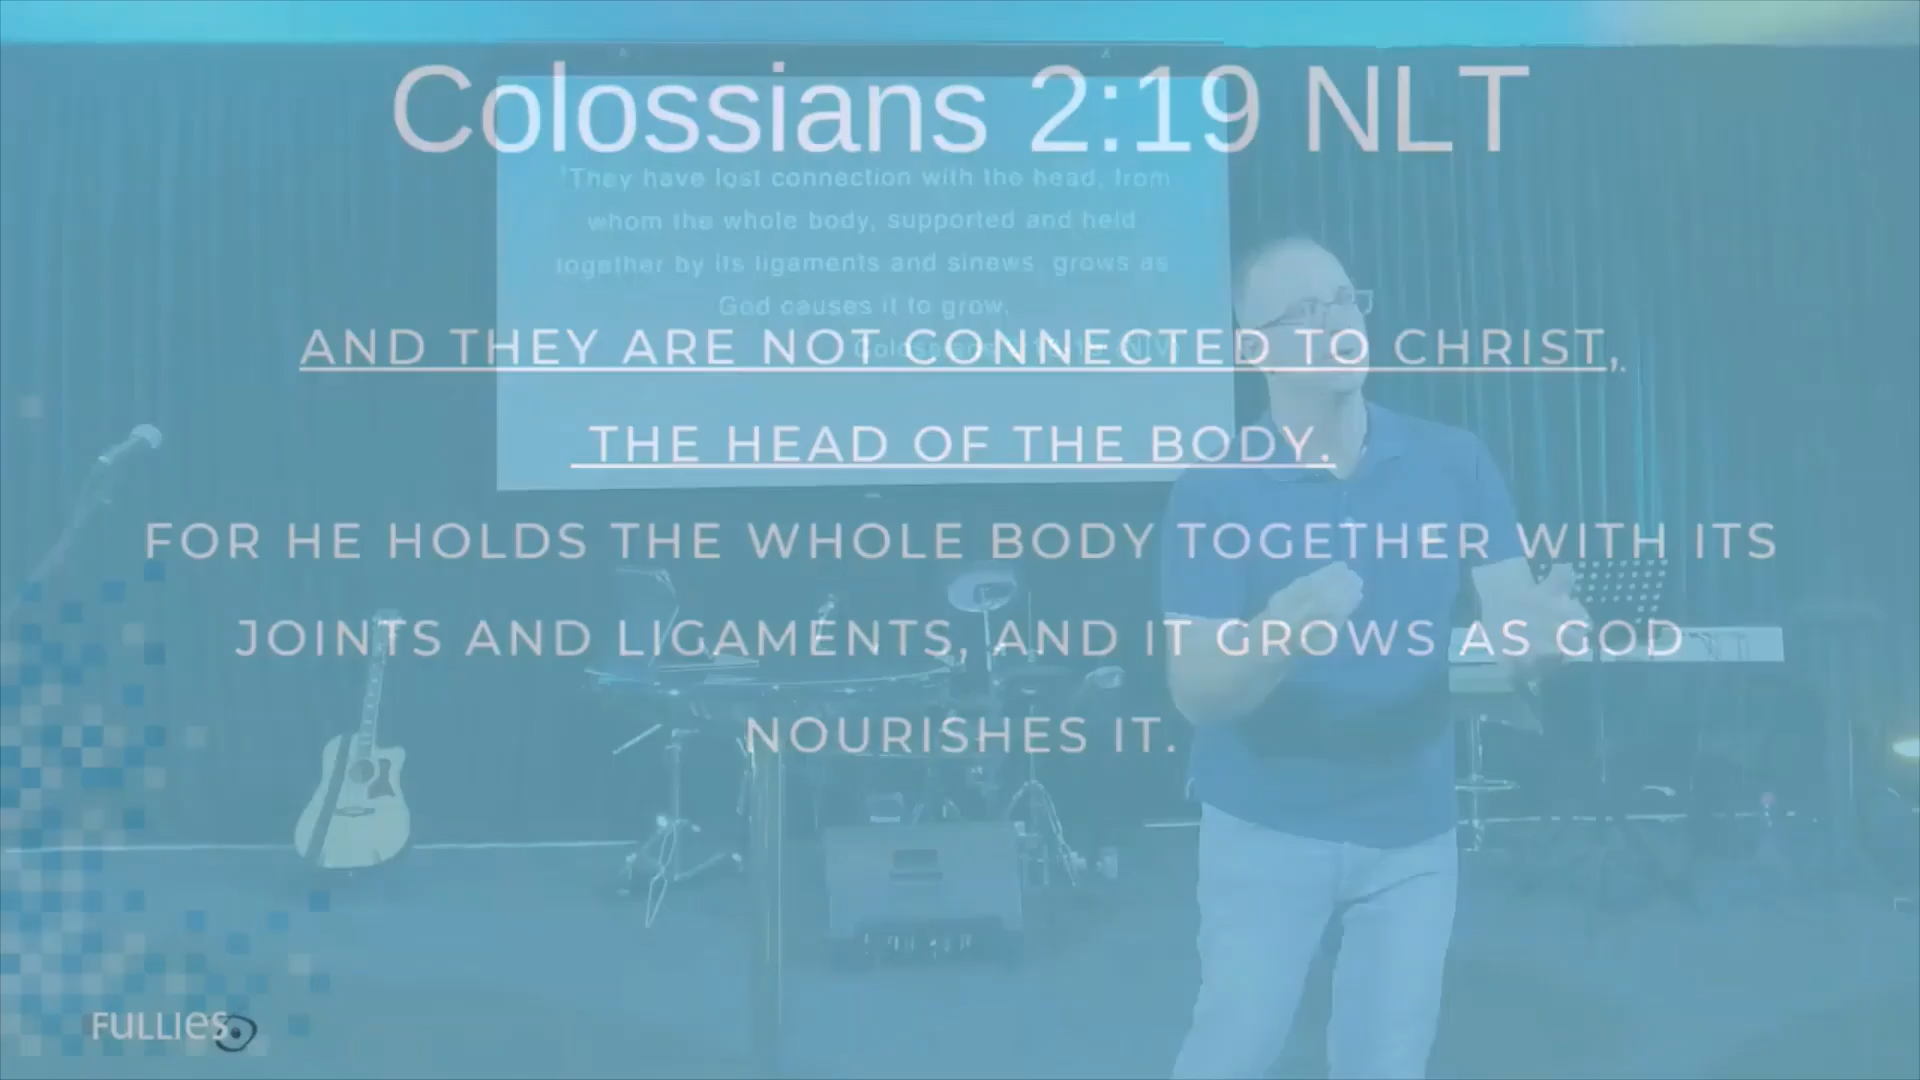 Colossians 2:19 NLT
"They have lost connection with the head, from
whom the whole body, supported and held
together by its ligaments and sinews, grows as
God causes it to grow.
AND THEY ARE NOT CONNECTED TO CHRIST,
THE HEAD OF THE BODY.
FOR HE HOLDS THE WHOLE BODY TOGETHER WITH ITS
JOINTS AND LIGAMENTS, AND IT GROWS AS GOD
NOURISHES IT.
FULLIES